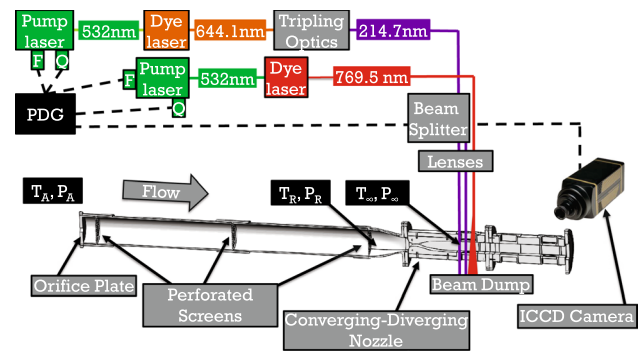 Pump
laser
532nm
Dye
laser
644.1nm
Tripling
Optics
214.7nm
F
Q
F
Pump
laser
532nm
Dye
laser
769.5 nm
Q
PDG
Beam
Splitter
Lenses
TA, PA
Flow
TR, PR
T∞, P∞
Orifice Plate
Perforated
Screens
Converging-Diverging
Nozzle
Beam Dump
ICCD Camera